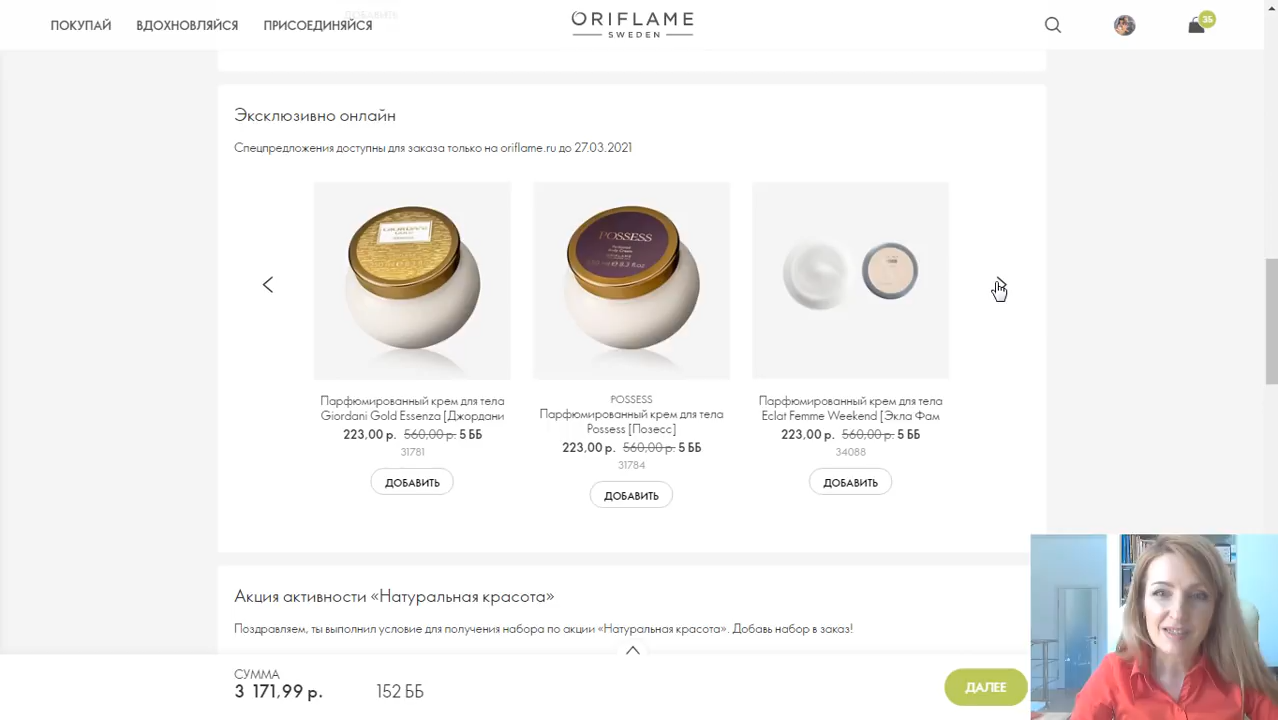 ДОБАВИТЬ
ПОКУПАЙ ВДОХНОВЛЯЙСЯ ПРИСОЕДИНЯЙСЯ
ORIFLAME
SWEDEN
35
Эксклюзивно онлайн
Спецпредложения доступны для заказа только на oriflame.ru до 27.03.2021
GIORDANI
GOLD
POSSESS
Парфюмированный крем для тела
Giordani Gold Essenza [Джордани
223,00 р. 560,00 р. 5 ББ
31781
ДОБАВИТЬ
POSSESS
Парфюмированный крем для тела
Possess [Позесс]
223,00 р. 560,00 р. 5 ББ
31784
ДОБАВИТЬ
Парфюмированный крем для тела
Eclat Femme Weekend [Экла Фам
223,00 р. 560,00 р. 5 ББ
34088
ДОБАВИТЬ
Акция активности «Натуральная красота»
Поздравляем, ты выполнил условие для получения набора по акции «Натуральная красота». Добавь набор в заказ!
СУММА
3 171,99 р. 152 ББ
ДАЛЕЕ